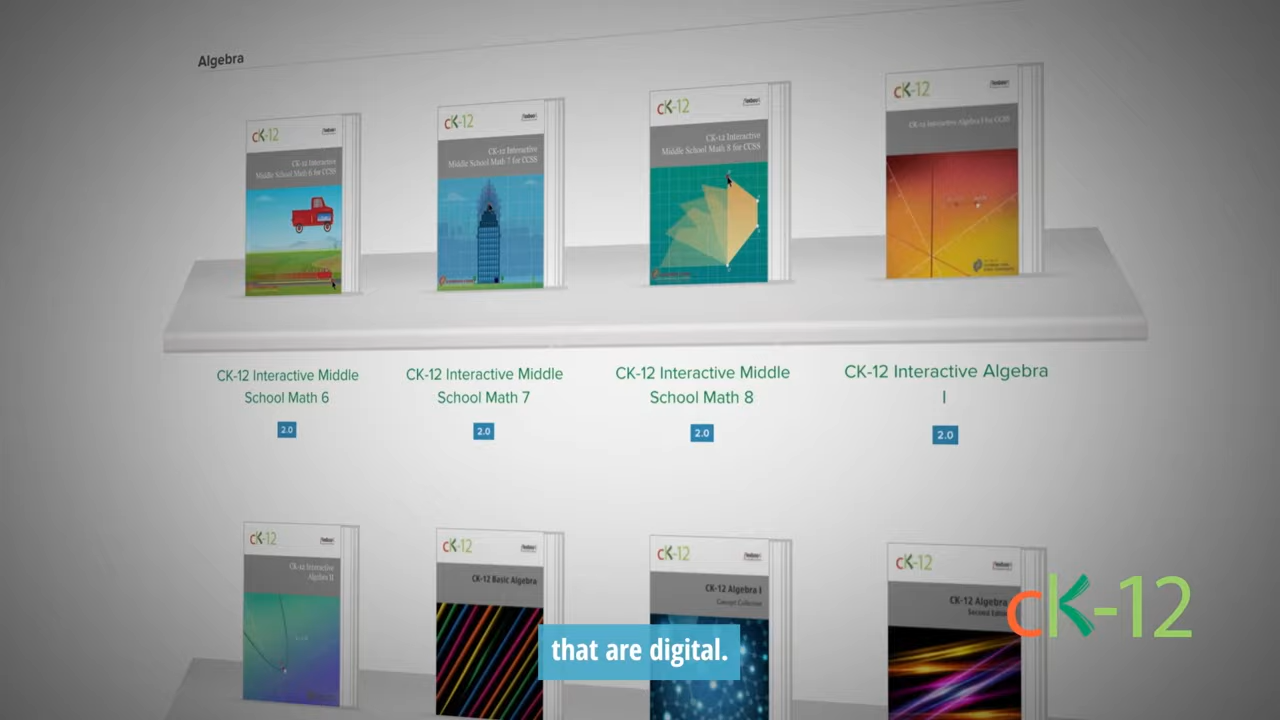 Algebra
cK-12
cK-12
cK-12
cK-12
CK-12 Interactive
Middle School Math 6 for CCSS
CK-12 Interactive
Middle School Math 7 for CCSS
CK-12 Interactive
Middle School Math 8 for CCSS
CK-12 Interactive Algebra I for CCSS
CK-12 Interactive Middle
School Math 6
CK-12 Interactive Middle
School Math 7
CK-12 Interactive Middle
School Math 8
CK-12 Interactive Algebra
I
2.0
2.0
2.0
2.0
cK-12
cK-12
cK-12
cK-12
CK-12 Interactive
Algebra II
CK-12 Basic Algebra
CK-12 Algebra I
Concept Collection
CK-12 Algebra
Second
cK-12
that are digital.